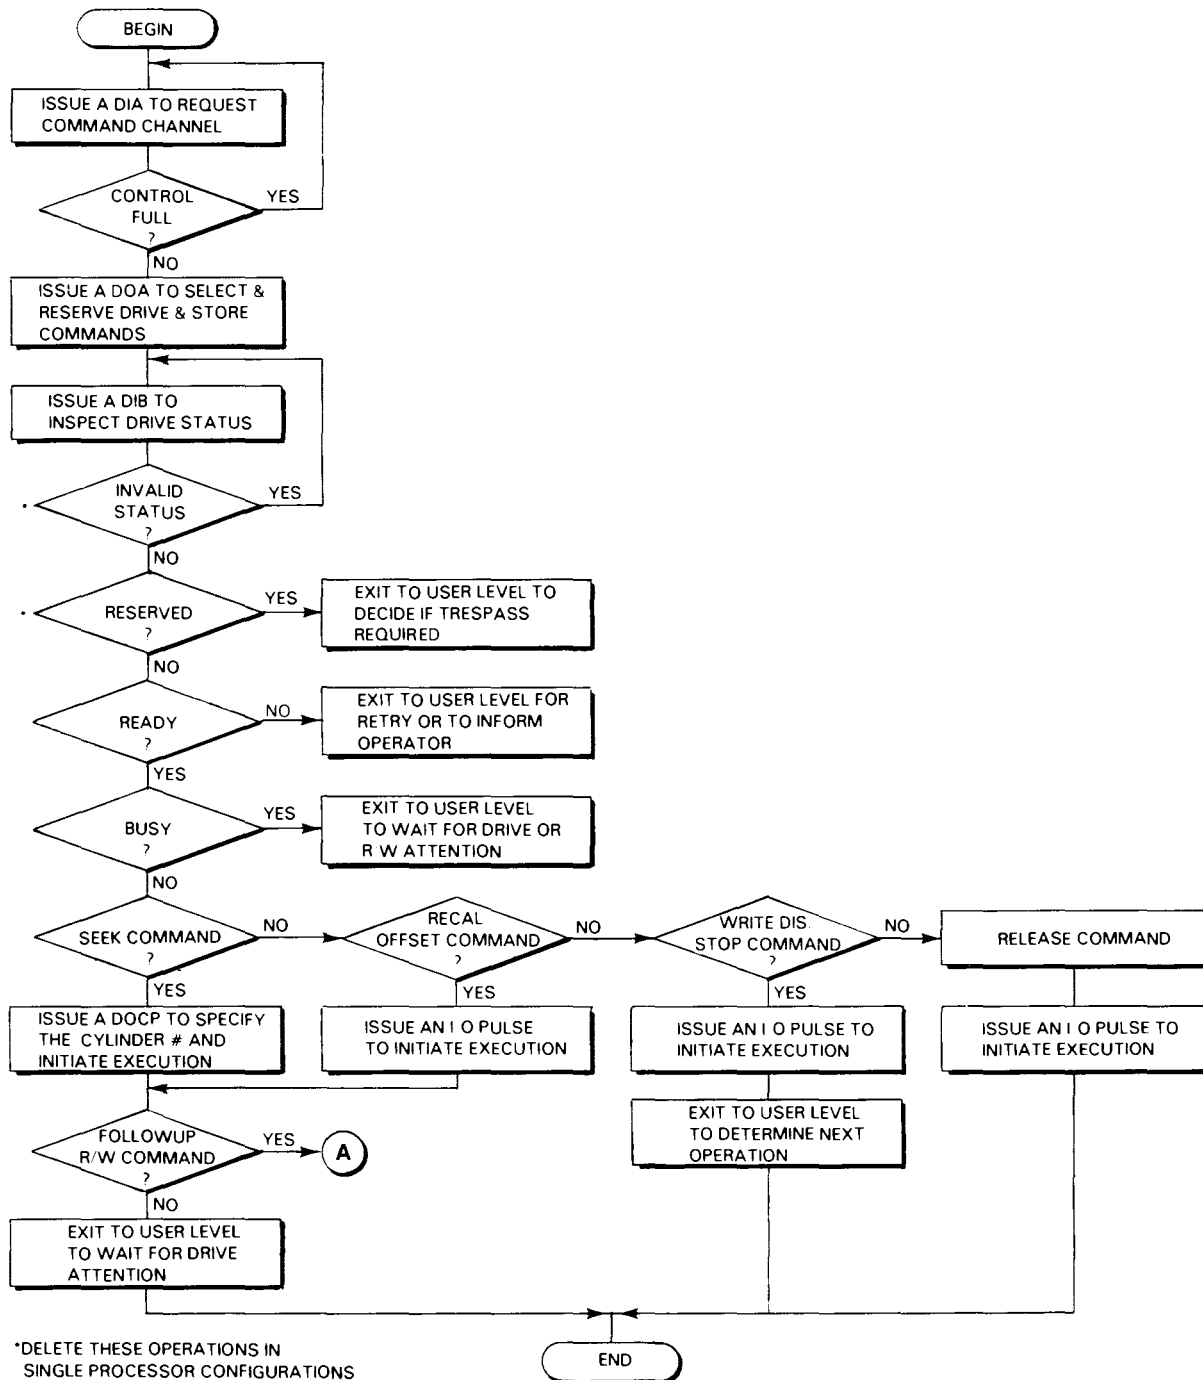 BEGIN
ISSUE A DIA TO REQUEST
COMMAND CHANNEL
CONTROL
FULL
?
YES
NO
ISSUE A DOA TO SELECT &
RESERVE DRIVE & STORE
COMMANDS
ISSUE A DIB TO
INSPECT DRIVE STATUS
INVALID
STATUS
?
YES
NO
RESERVED
?
YES
EXIT TO USER LEVEL TO
DECIDE IF TRESPASS
REQUIRED
NO
READY
?
NO
EXIT TO USER LEVEL FOR
RETRY OR TO INFORM
OPERATOR
YES
BUSY
?
YES
EXIT TO USER LEVEL
TO WAIT FOR DRIVE OR
R W ATTENTION
NO
SEEK COMMAND
?
NO
RECAL
OFFSET COMMAND
?
NO
WRITE DIS.
STOP COMMAND
?
NO
RELEASE COMMAND
YES
ISSUE A DOCP TO SPECIFY
THE CYLINDER # AND
INITIATE EXECUTION
YES
ISSUE AN I O PULSE
TO INITIATE EXECUTION
YES
ISSUE AN I O PULSE TO
INITIATE EXECUTION
ISSUE AN I O PULSE TO
INITIATE EXECUTION
EXIT TO USER LEVEL
TO DETERMINE NEXT
OPERATION
FOLLOWUP
R/W COMMAND
?
YES
A
NO
EXIT TO USER LEVEL
TO WAIT FOR DRIVE
ATTENTION
*DELETE THESE OPERATIONS IN
SINGLE PROCESSOR CONFIGURATIONS
END